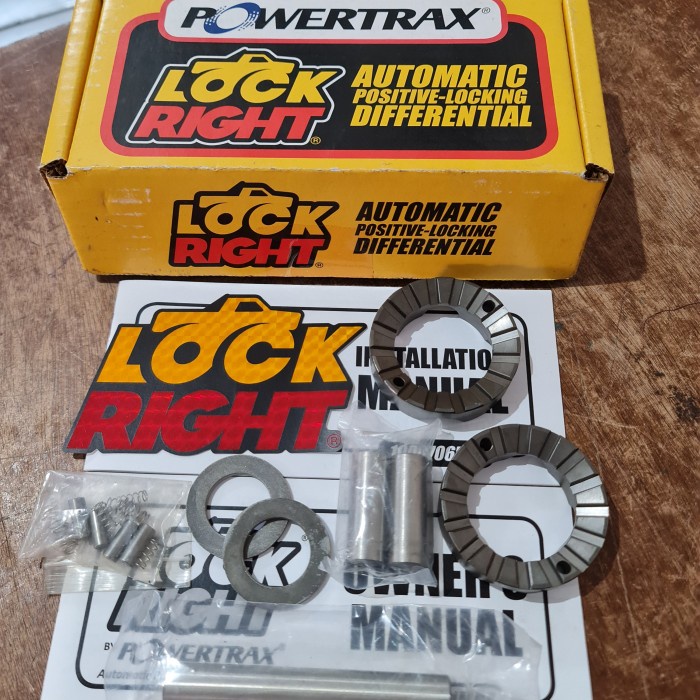 POWERTRAX®
LOCK
RIGHT®
AUTOMATIC
POSITIVE-LOCKING
DIFFERENTIAL
LOCK
RIGHT®
AUTOMATIC
POSITIVE-LOCKING
DIFFERENTIAL
LOCK
RIGHT®
MANUAL
LOCK
RIGHT
BY POWERTRAX
OWNER'S
MANUAL